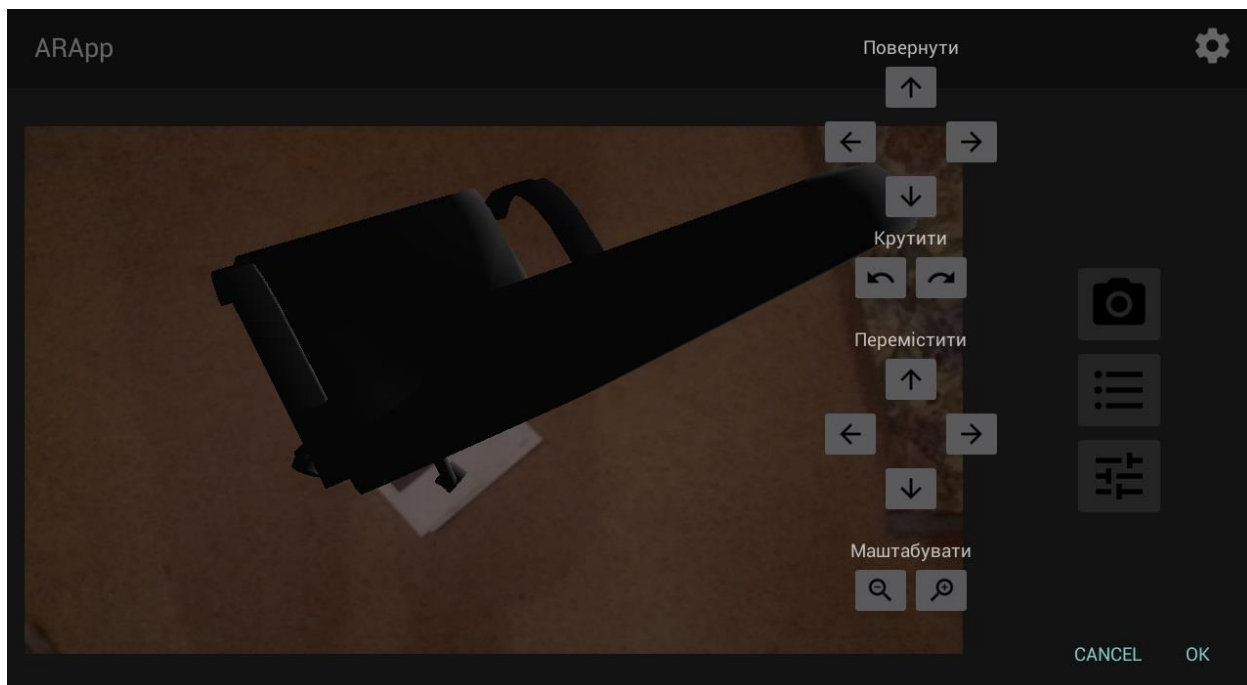 ARApp
Повернути
Крутити
Перемістити
Маштабувати
CANCEL OK